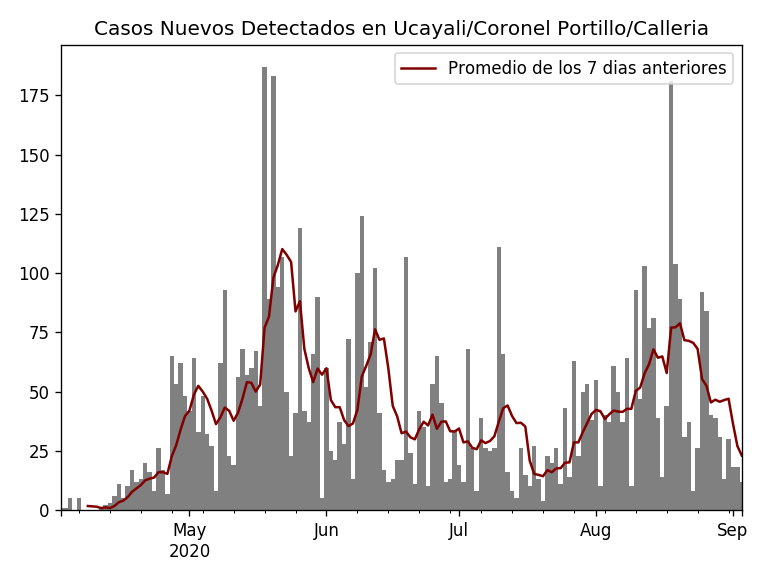 Casos Nuevos Detectados en Ucayali/Coronel Portillo/Calleria
Promedio de los 7 dias anteriores
175
150
125
100
75
50
25
0
May
2020
Jun
Jul
Aug
Sep